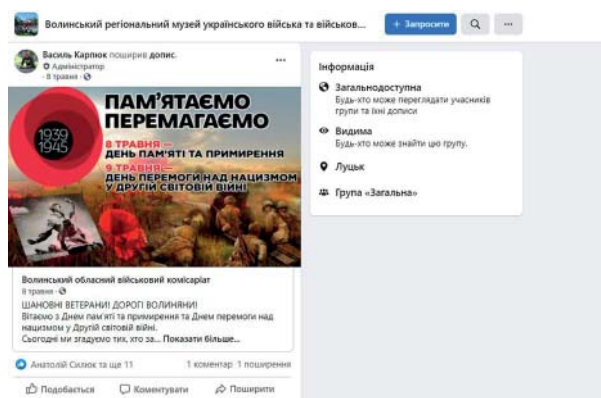 Волинський регіональний музей українського війська та військов...
+ Запросити
Василь Карпюк поширив допис.
Адміністратор
· 8 травня ·
ПАМ'ЯТАЄМО
ПЕРЕМАГАЄМО
1939
1945
8 ТРАВНЯ —
ДЕНЬ ПАМ'ЯТІ ТА ПРИМИРЕННЯ
9 ТРАВНЯ —
ДЕНЬ ПЕРЕМОГИ НАД НАЦИЗМОМ
У ДРУГІЙ СВІТОВІЙ ВІЙНІ
Волинський обласний військовий комісаріат
8 травня ·
ШАНОВНІ ВЕТЕРАНИ! ДОРОГІ ВОЛИНЯНИ!
Вітаємо з Днем пам'яті та примирення та Днем перемоги над
нацизмом у Другій світовій війні.
Сьогодні ми згадуємо тих, хто за... Показати більше...
Анатолій Силюк та ще 11
1 коментар 1 поширення
Подобається
Коментувати
Поширити
Інформація
Загальнодоступна
Будь-хто може переглядати учасників
групи та їхні дописи
Видима
Будь-хто може знайти цю групу.
Луцьк
Група «Загальна»